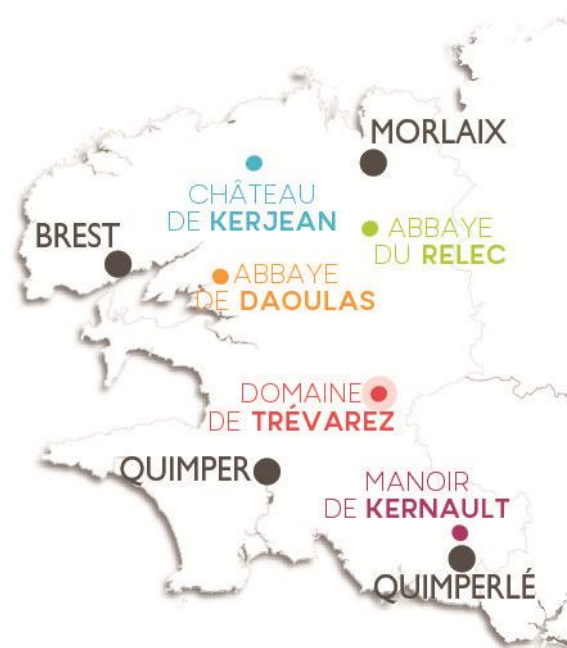 MORLAIX
CHÂTEAU
DE KERJEAN
BREST
ABBAYE
DU RELEC
ABBAYE
DE DAOULAS
DOMAINE
DE TRÉVAREZ
QUIMPER
MANOIR
DE KERNAULT
QUIMPERLÉ